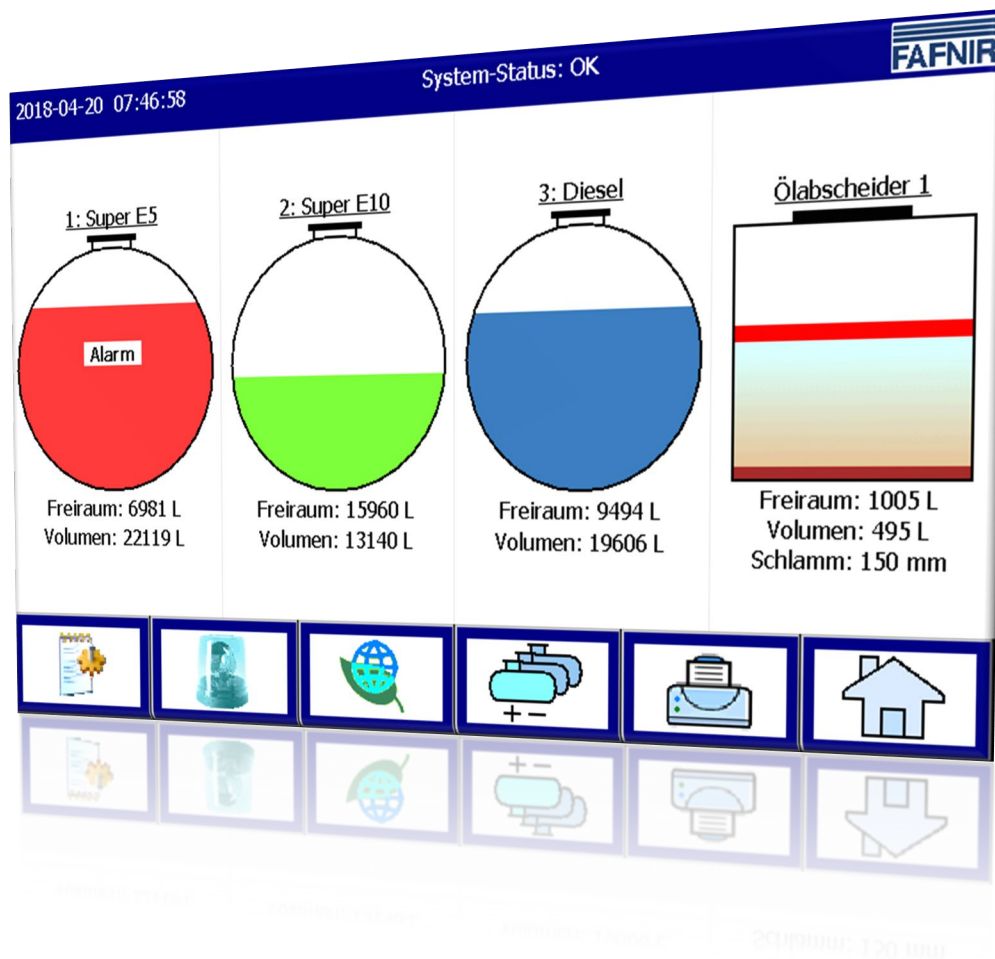 2018-04-20 07:46:58
System-Status: OK
FAFNIR
1: Super E5
Alarm
Freiraum: 6981 L
Volumen: 22119 L
2: Super E10
Freiraum: 15960 L
Volumen: 13140 L
3: Diesel
Freiraum: 9494 L
Volumen: 19606 L
Ölabscheider 1
Freiraum: 1005 L
Volumen: 495 L
Schlamm: 150 mm
+ −